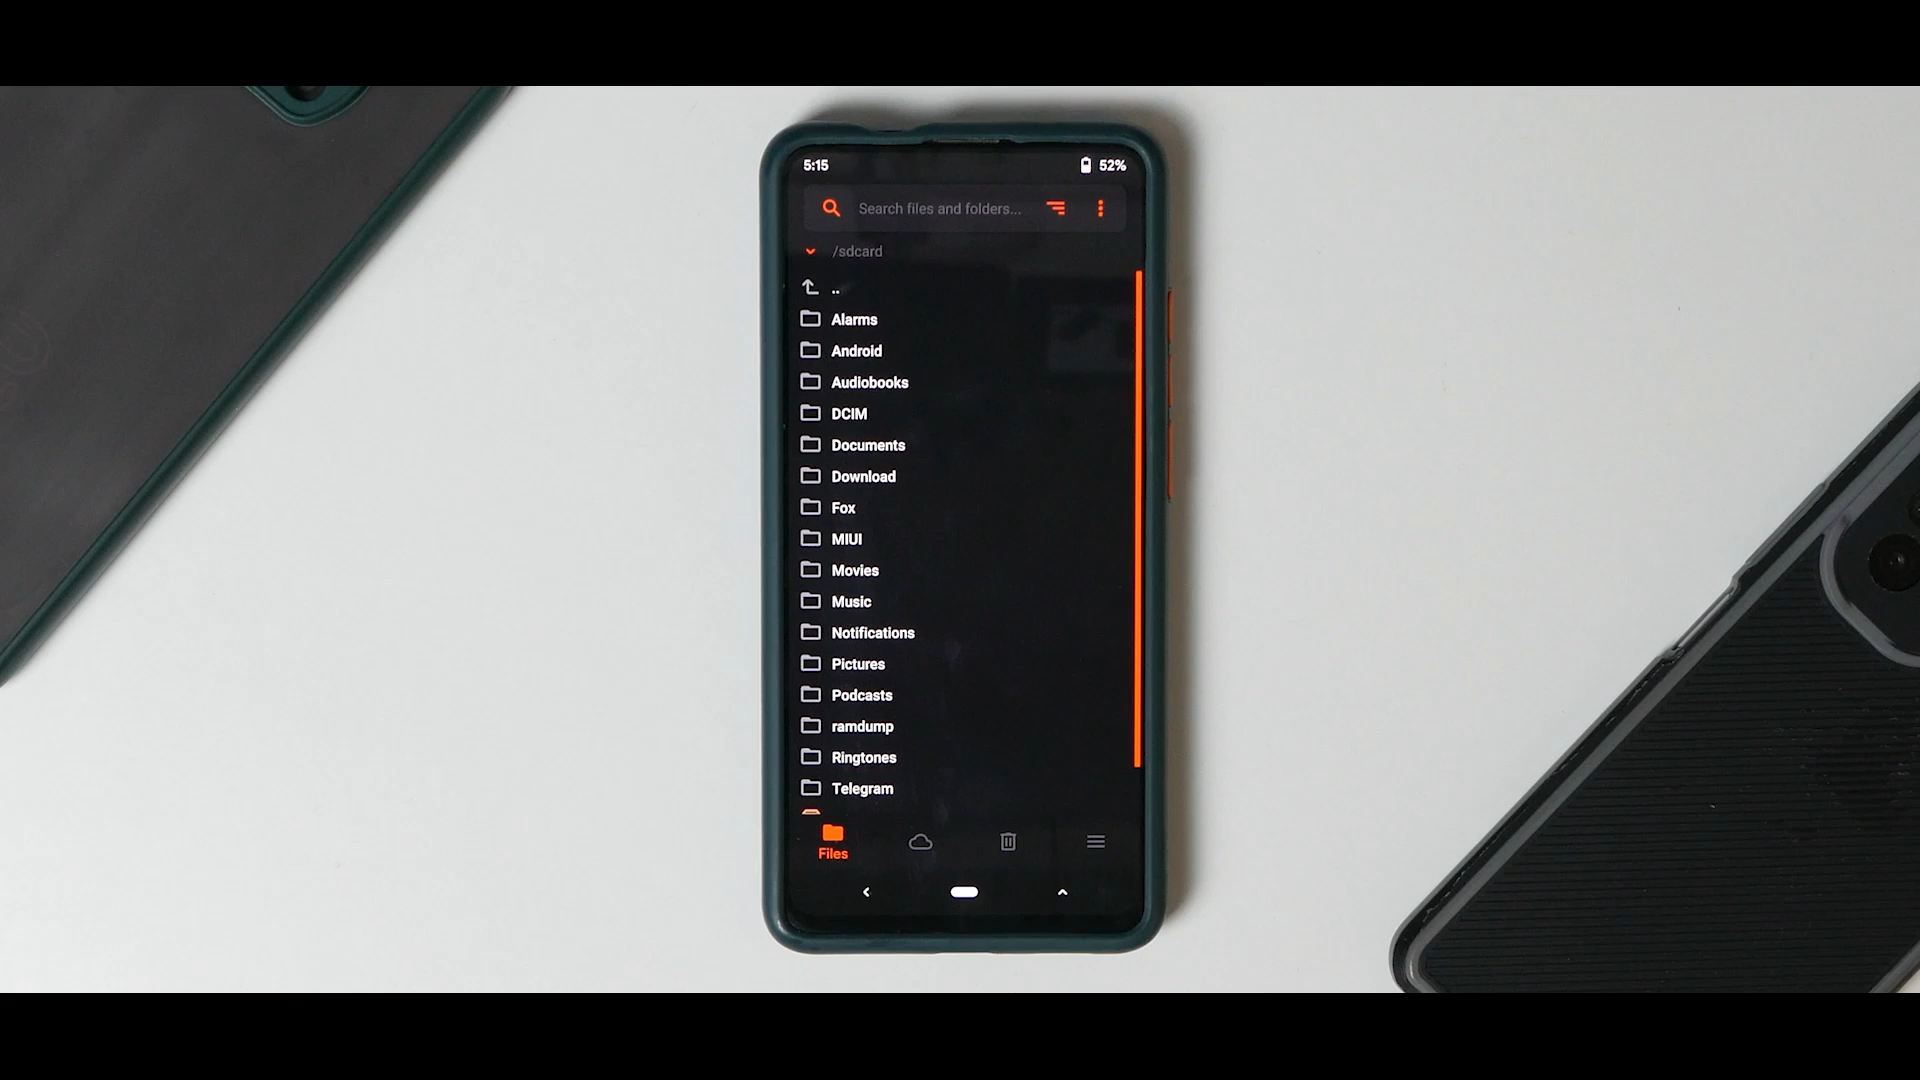 5:15 52%
Search files and folders...
/sdcard
..
Alarms
Android
Audiobooks
DCIM
Documents
Download
Fox
MIUI
Movies
Music
Notifications
Pictures
Podcasts
ramdump
Ringtones
Telegram
Files